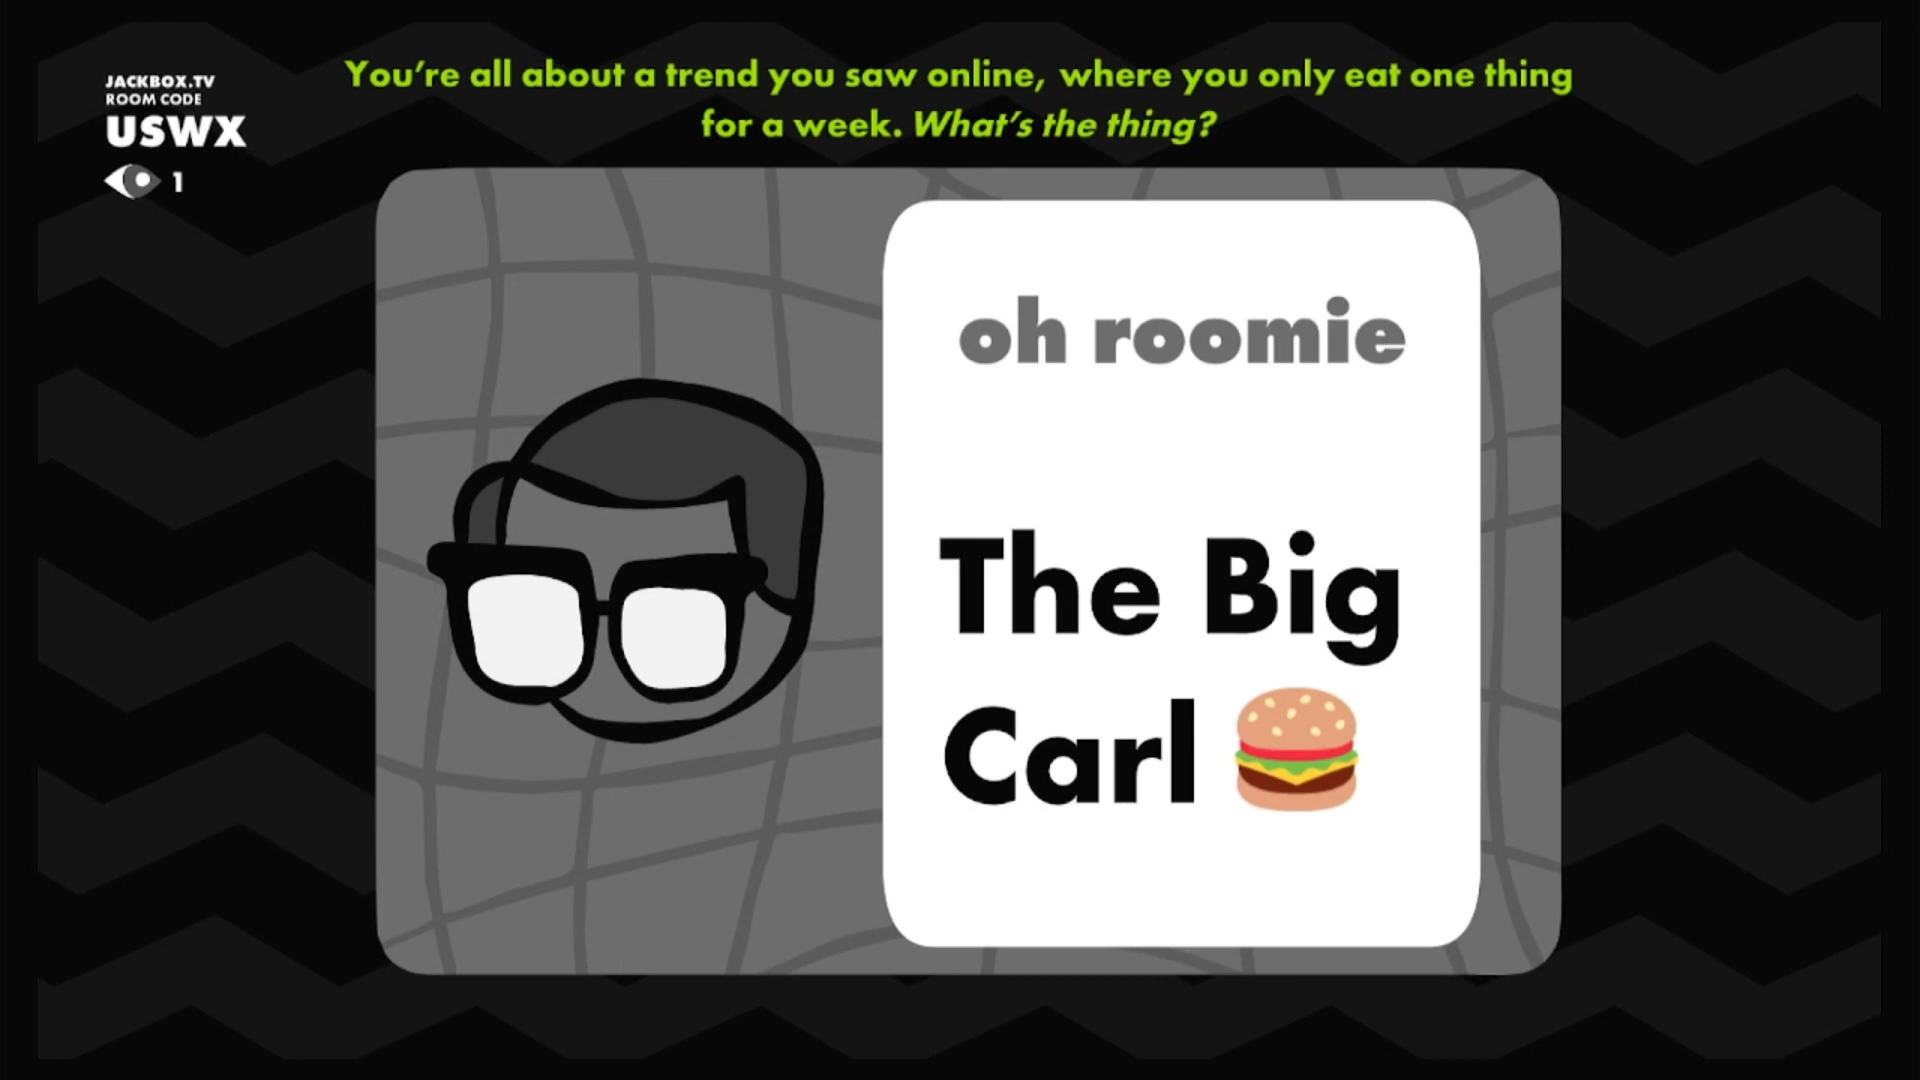 JACKBOX.TV
ROOM CODE
USWX
1
You're all about a trend you saw online, where you only eat one thing
for a week. What's the thing?
oh roomie
The Big
Carl 🍔